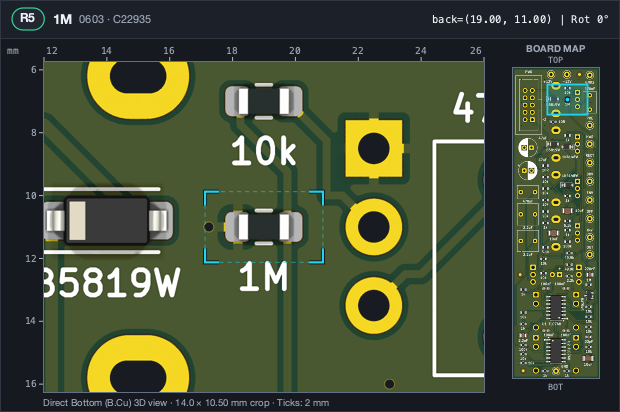 R5 1M 0603 · C22935 back=(19.00, 11.00) | Rot 0°
mm 12 14 16 18 20 22 24 26
BOARD MAP
TOP
6
8
10
12
14
16
10k
47
1M
B5819W
BOT
Direct Bottom (B.Cu) 3D view · 14.0 × 10.50 mm crop · Ticks: 2 mm